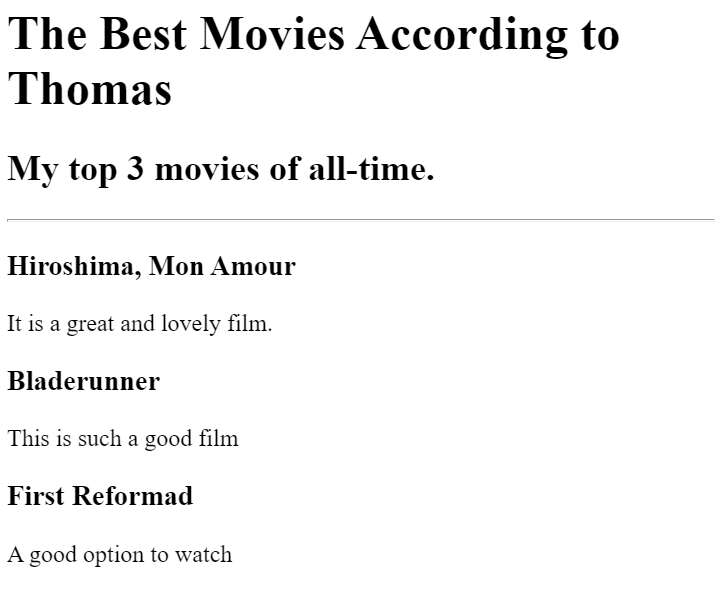 The Best Movies According to
Thomas
My top 3 movies of all-time.
Hiroshima, Mon Amour
It is a great and lovely film.
Bladerunner
This is such a good film
First Reformad
A good option to watch